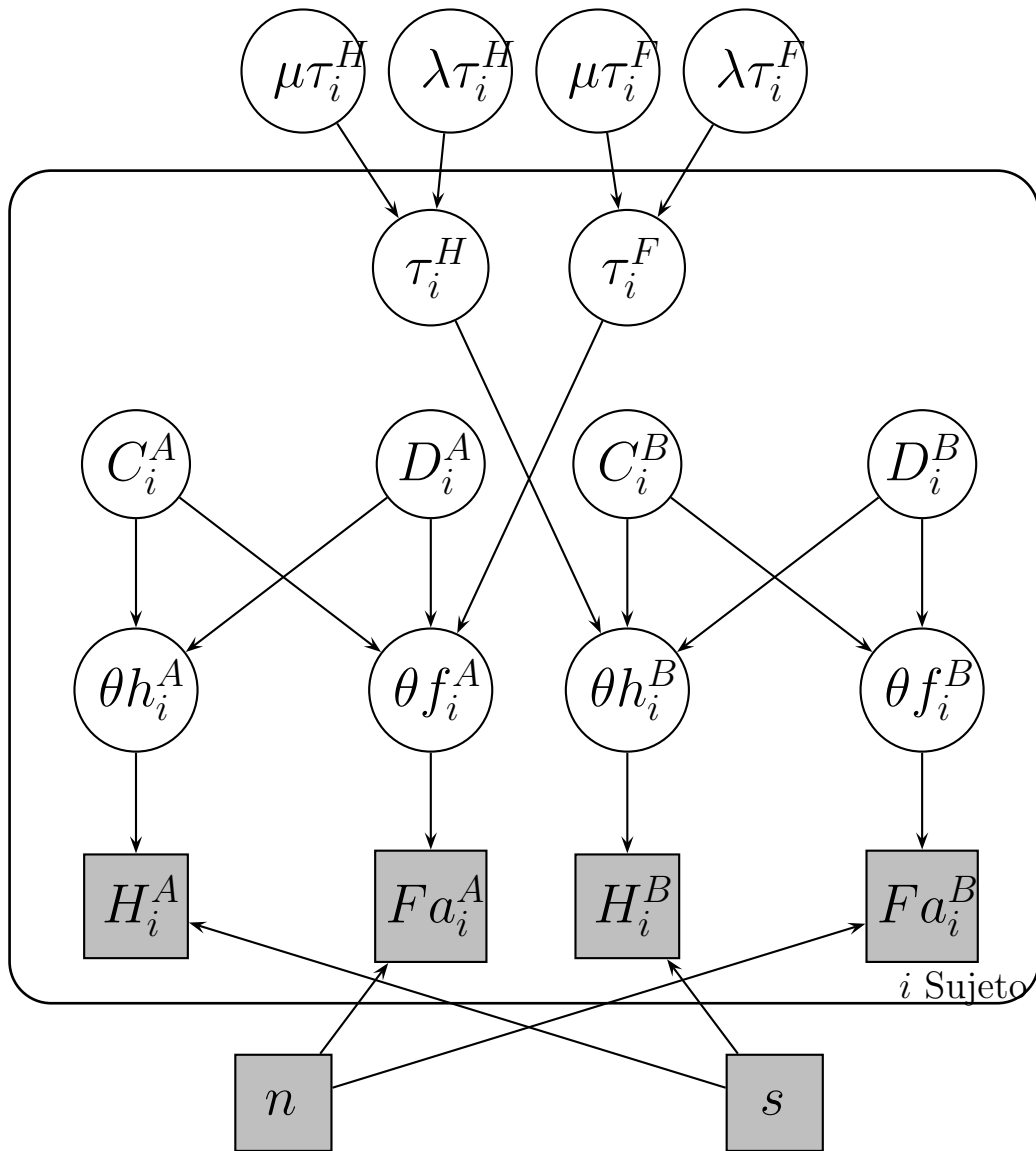 μτ_i^H λτ_i^H μτ_i^F λτ_i^F
τ_i^H τ_i^F
C_i^A D_i^A C_i^B D_i^B
θh_i^A θf_i^A θh_i^B θf_i^B
H_i^A Fa_i^A H_i^B Fa_i^B
i Sujeto
n s